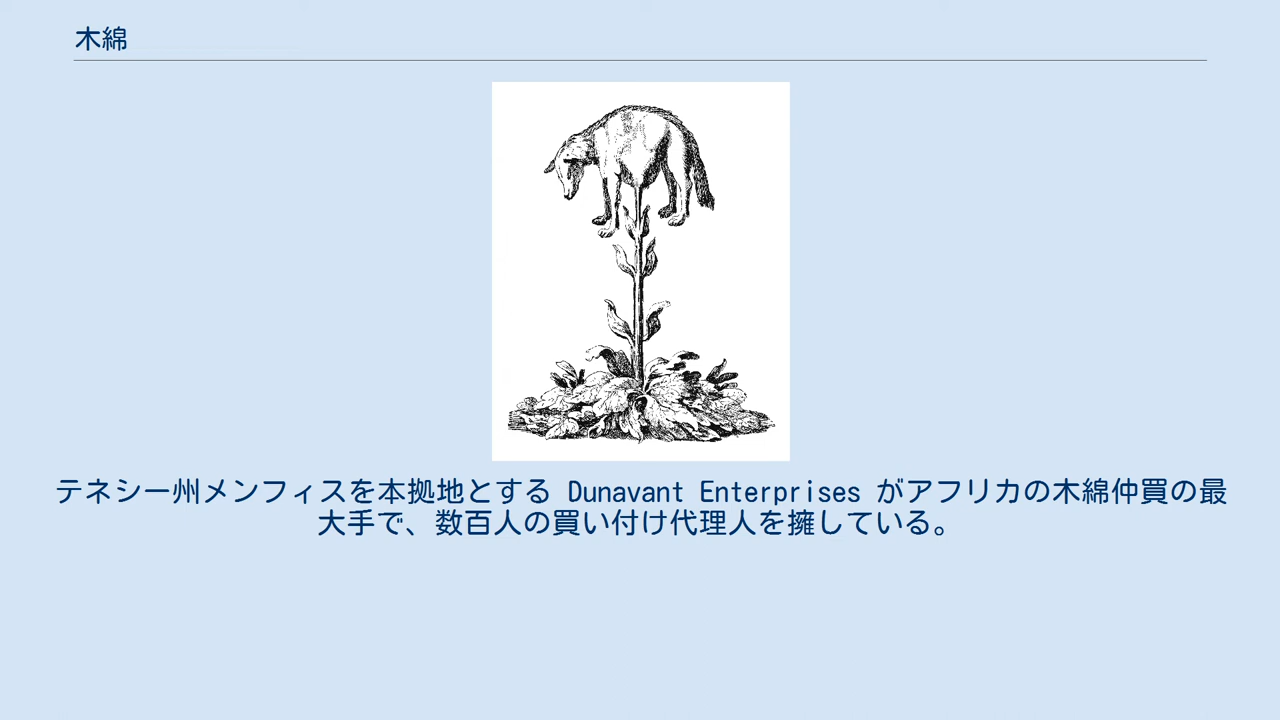 木綿
テネシー州メンフィスを本拠地とする Dunavant Enterprises がアフリカの木綿仲買の最
大手で、数百人の買い付け代理人を擁している。